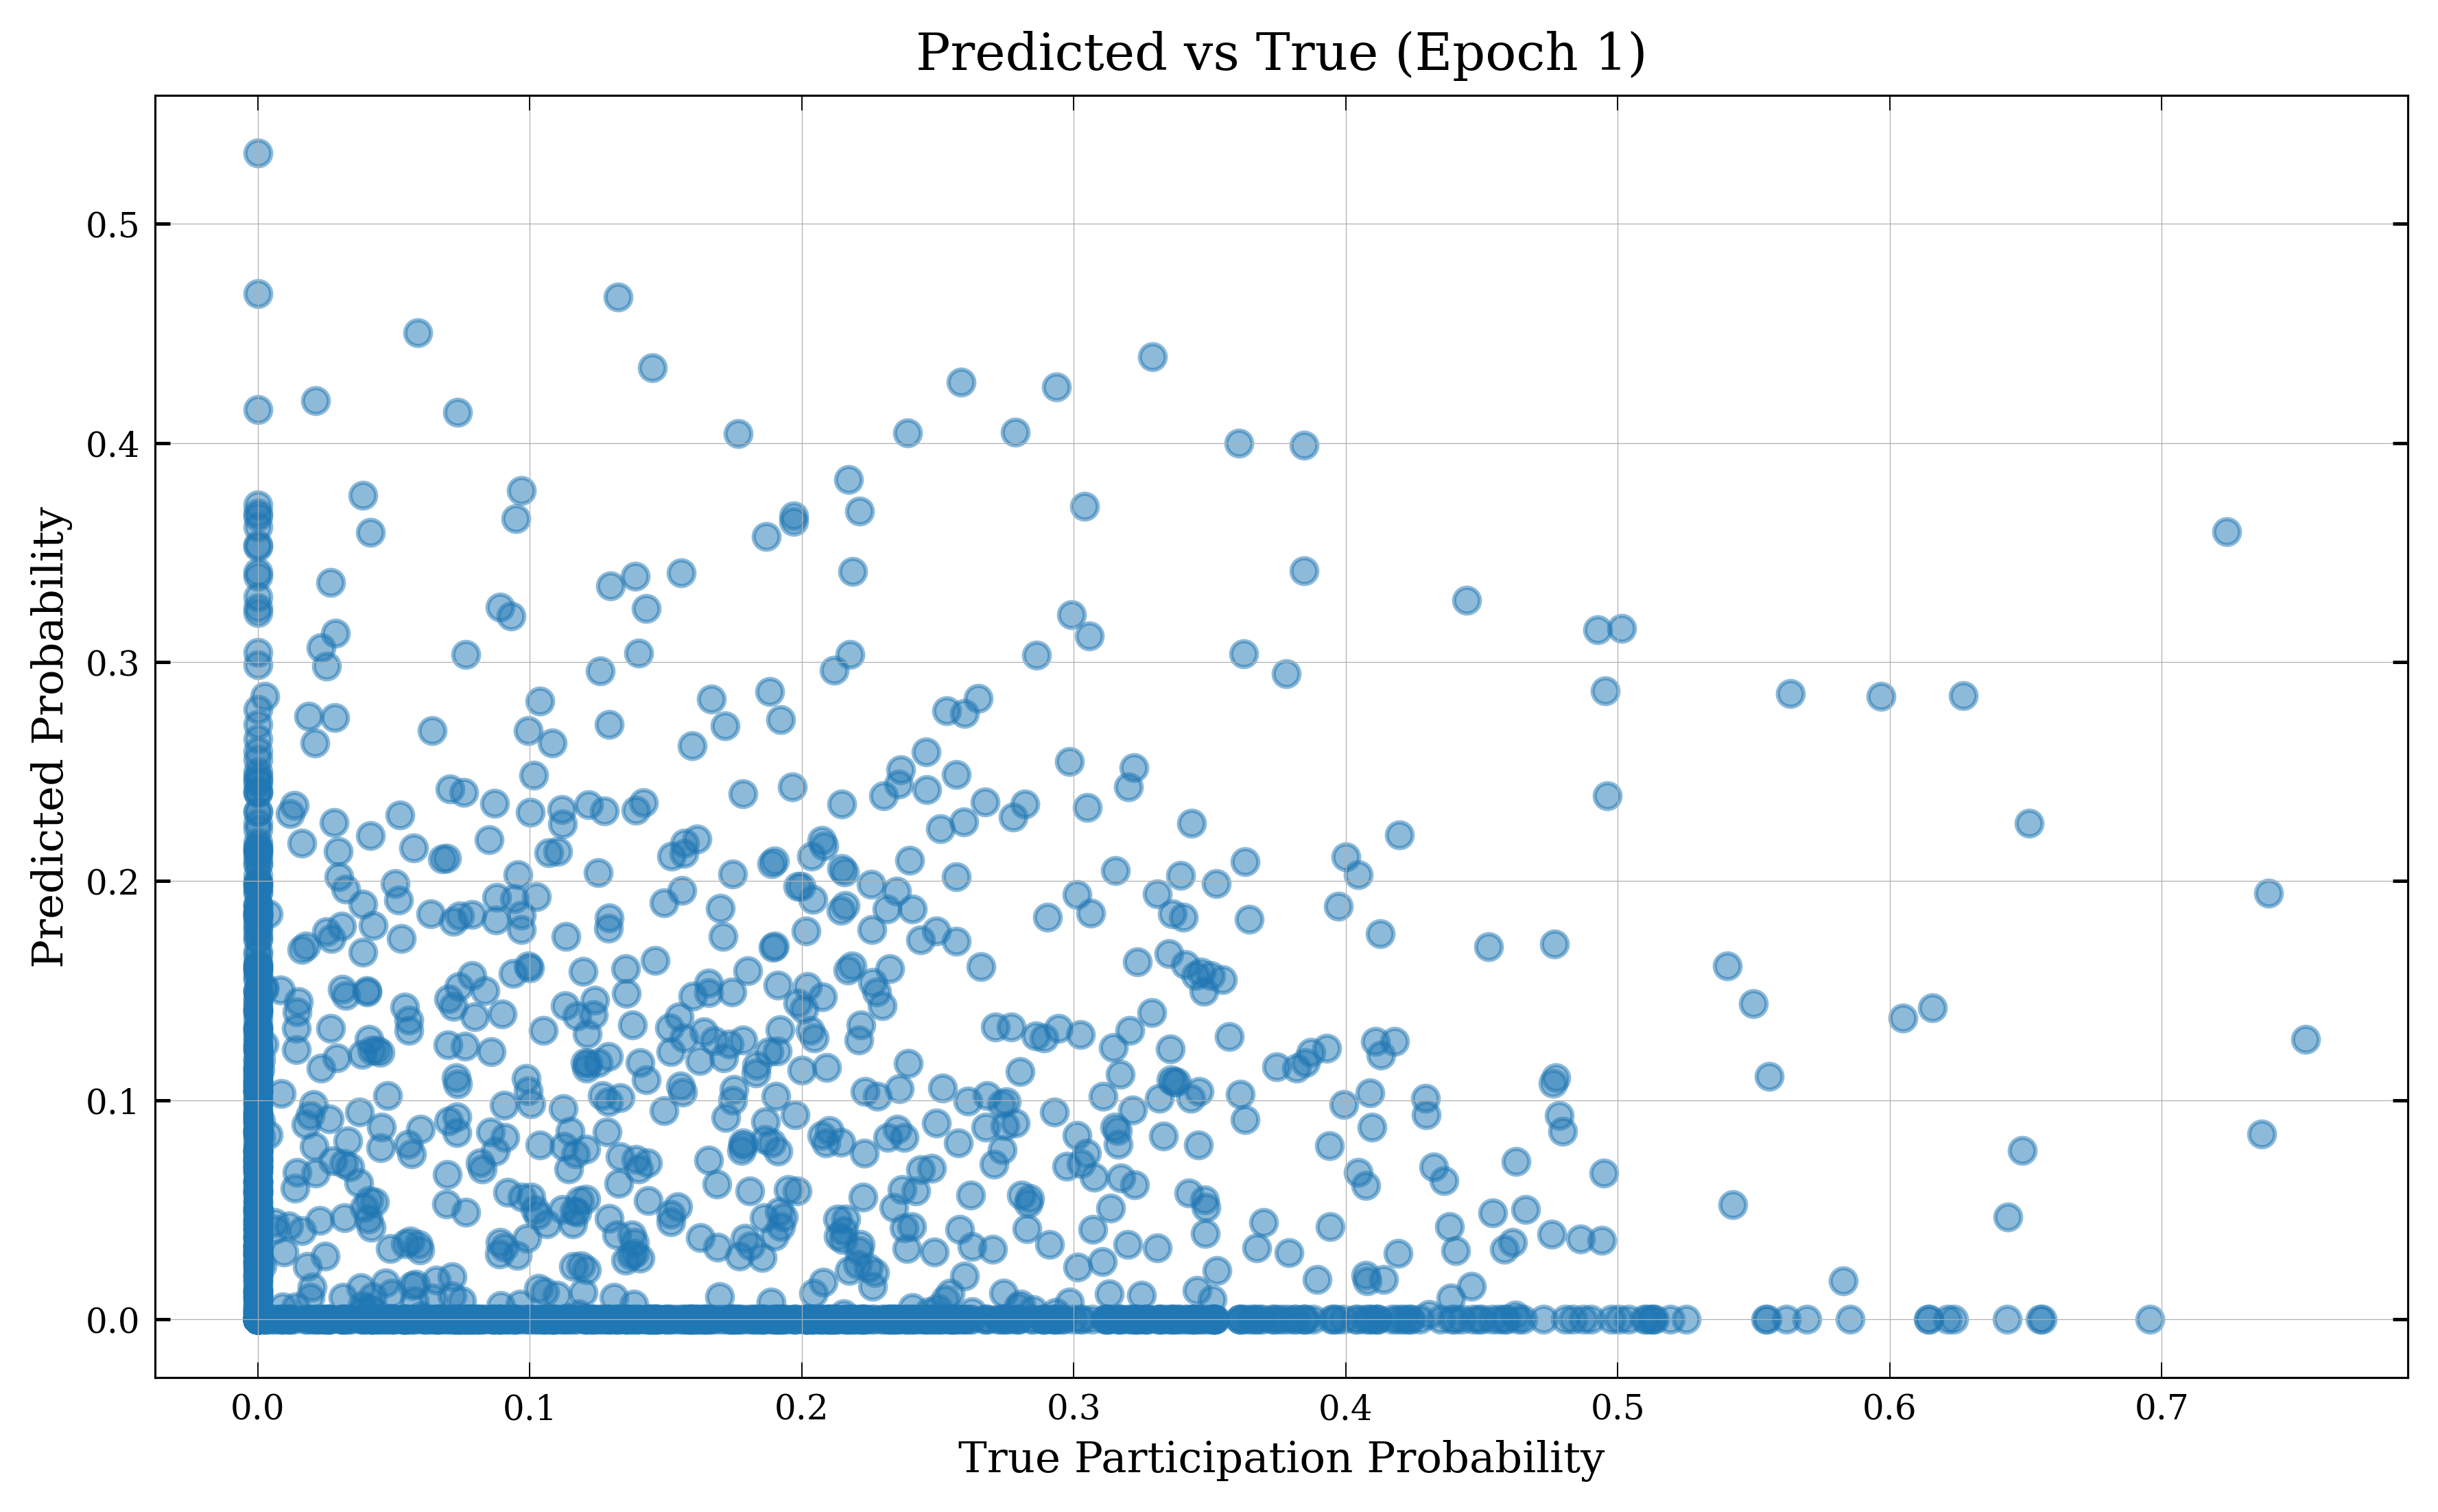 Predicted vs True (Epoch 1)
Predicted Probability
0.5
0.4
0.3
0.2
0.1
0.0
0.0 0.1 0.2 0.3 0.4 0.5 0.6 0.7
True Participation Probability